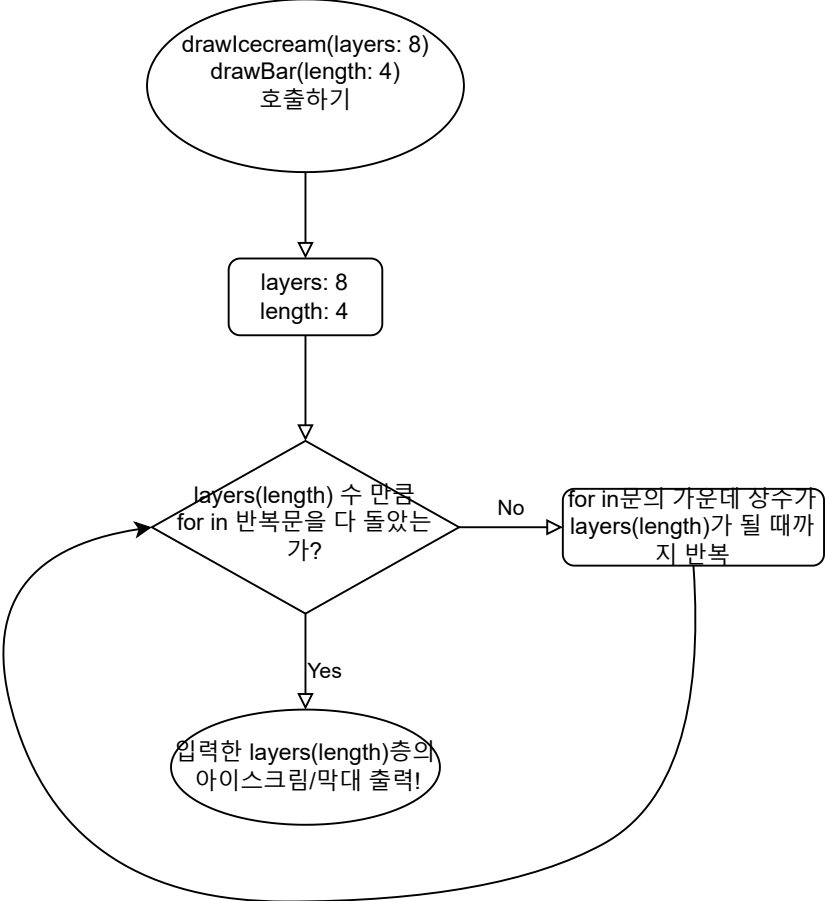 drawIcecream(layers: 8)
drawBar(length: 4)
호출하기
layers: 8
length: 4
layers(length) 수 만큼
for in 반복문을 다 돌았는
가?
No
for in문의 가운데 상수가
layers(length)가 될 때까
지 반복
Yes
입력한 layers(length)층의
아이스크림/막대 출력!